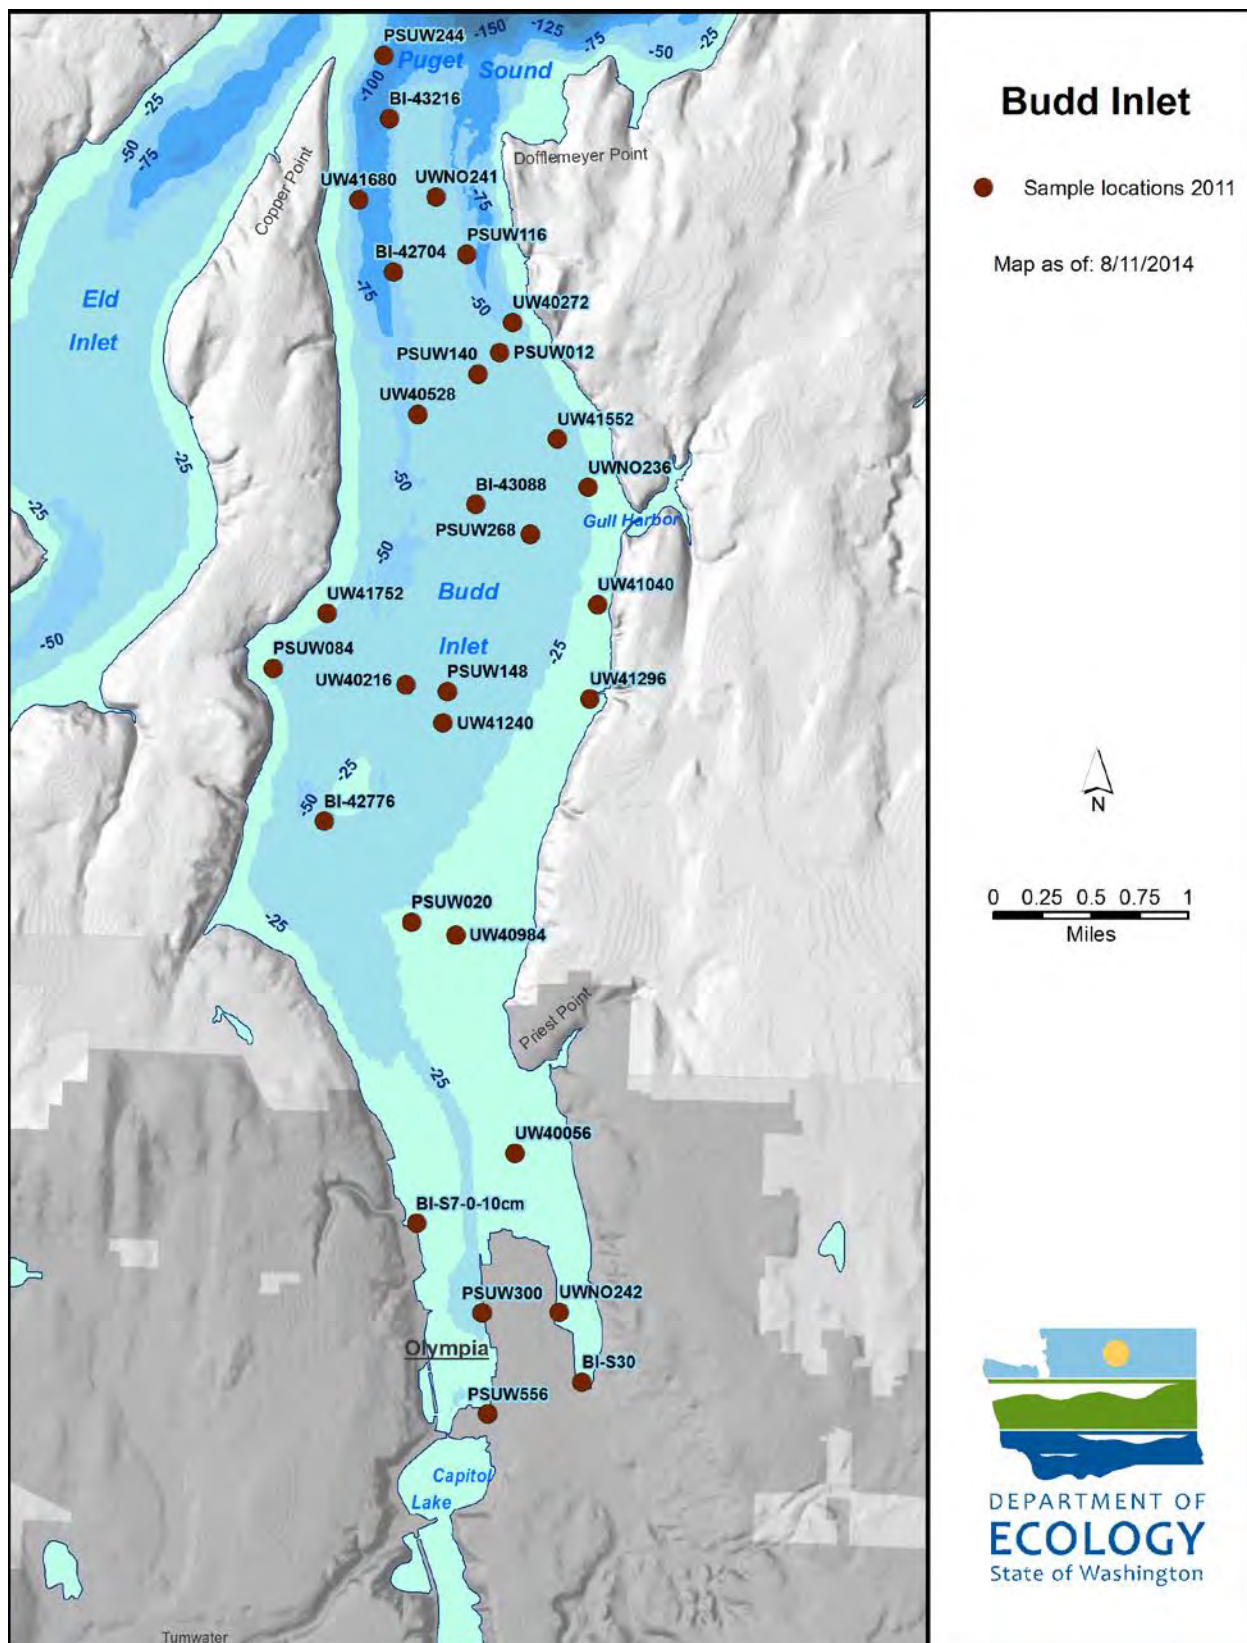 Budd Inlet
Sample locations 2011
Map as of: 8/11/2014
N
0 0.25 0.5 0.75 1
Miles
DEPARTMENT OF
ECOLOGY
State of Washington
PSUW244
-150
-125
-75
-50
-25
Puget Sound
-100
-25
-50
-75
BI-43216
Dofflemeyer Point
Copper Point
UW41680
UWNO241
-75
PSUW116
BI-42704
-75
-50
Eld
Inlet
UW40272
PSUW012
PSUW140
UW40528
UW41552
-25
-50
UWNO236
BI-43088
-25
Gull Harbor
PSUW268
-50
UW41040
UW41752
Budd
Inlet
-50
-25
PSUW084
PSUW148
UW40216
UW41296
UW41240
-25
-50
BI-42776
PSUW020
-25
UW40984
Priest Point
-25
UW40056
BI-S7-0-10cm
PSUW300
UWNO242
Olympia
BI-S30
PSUW556
Capitol
Lake
Tumwater